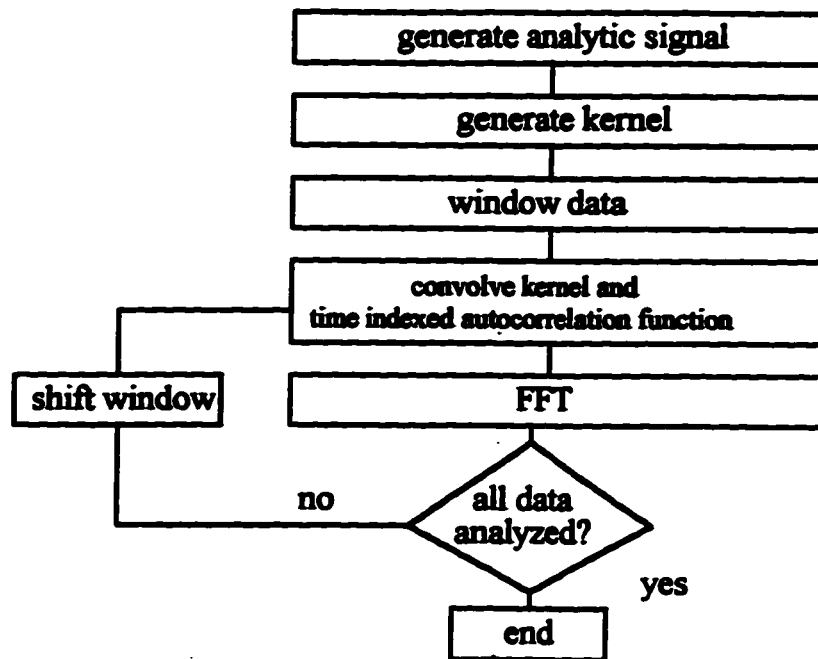 generate analytic signal
generate kernel
window data
convolve kernel and
time indexed autocorrelation function
shift window
FFT
no
all data
analyzed?
yes
end